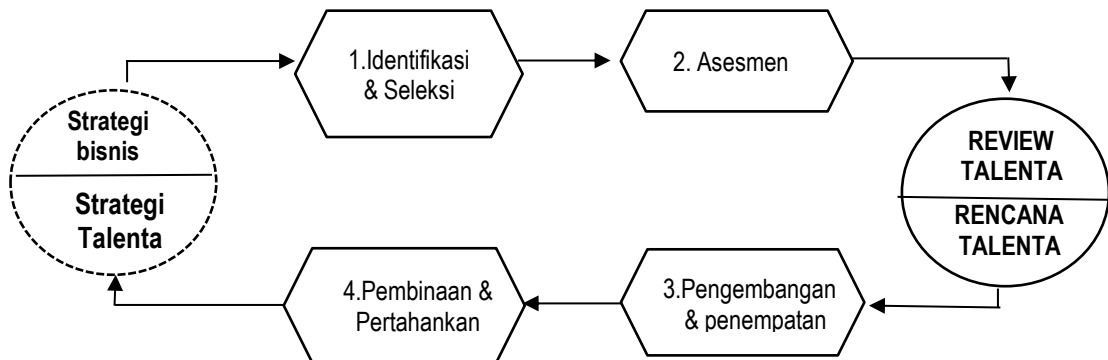 1.Identifikasi
& Seleksi
2. Asesmen
Strategi
bisnis
Strategi
Talenta
REVIEW
TALENTA
RENCANA
TALENTA
4.Pembinaan &
Pertahankan
3.Pengembangan
& penempatan